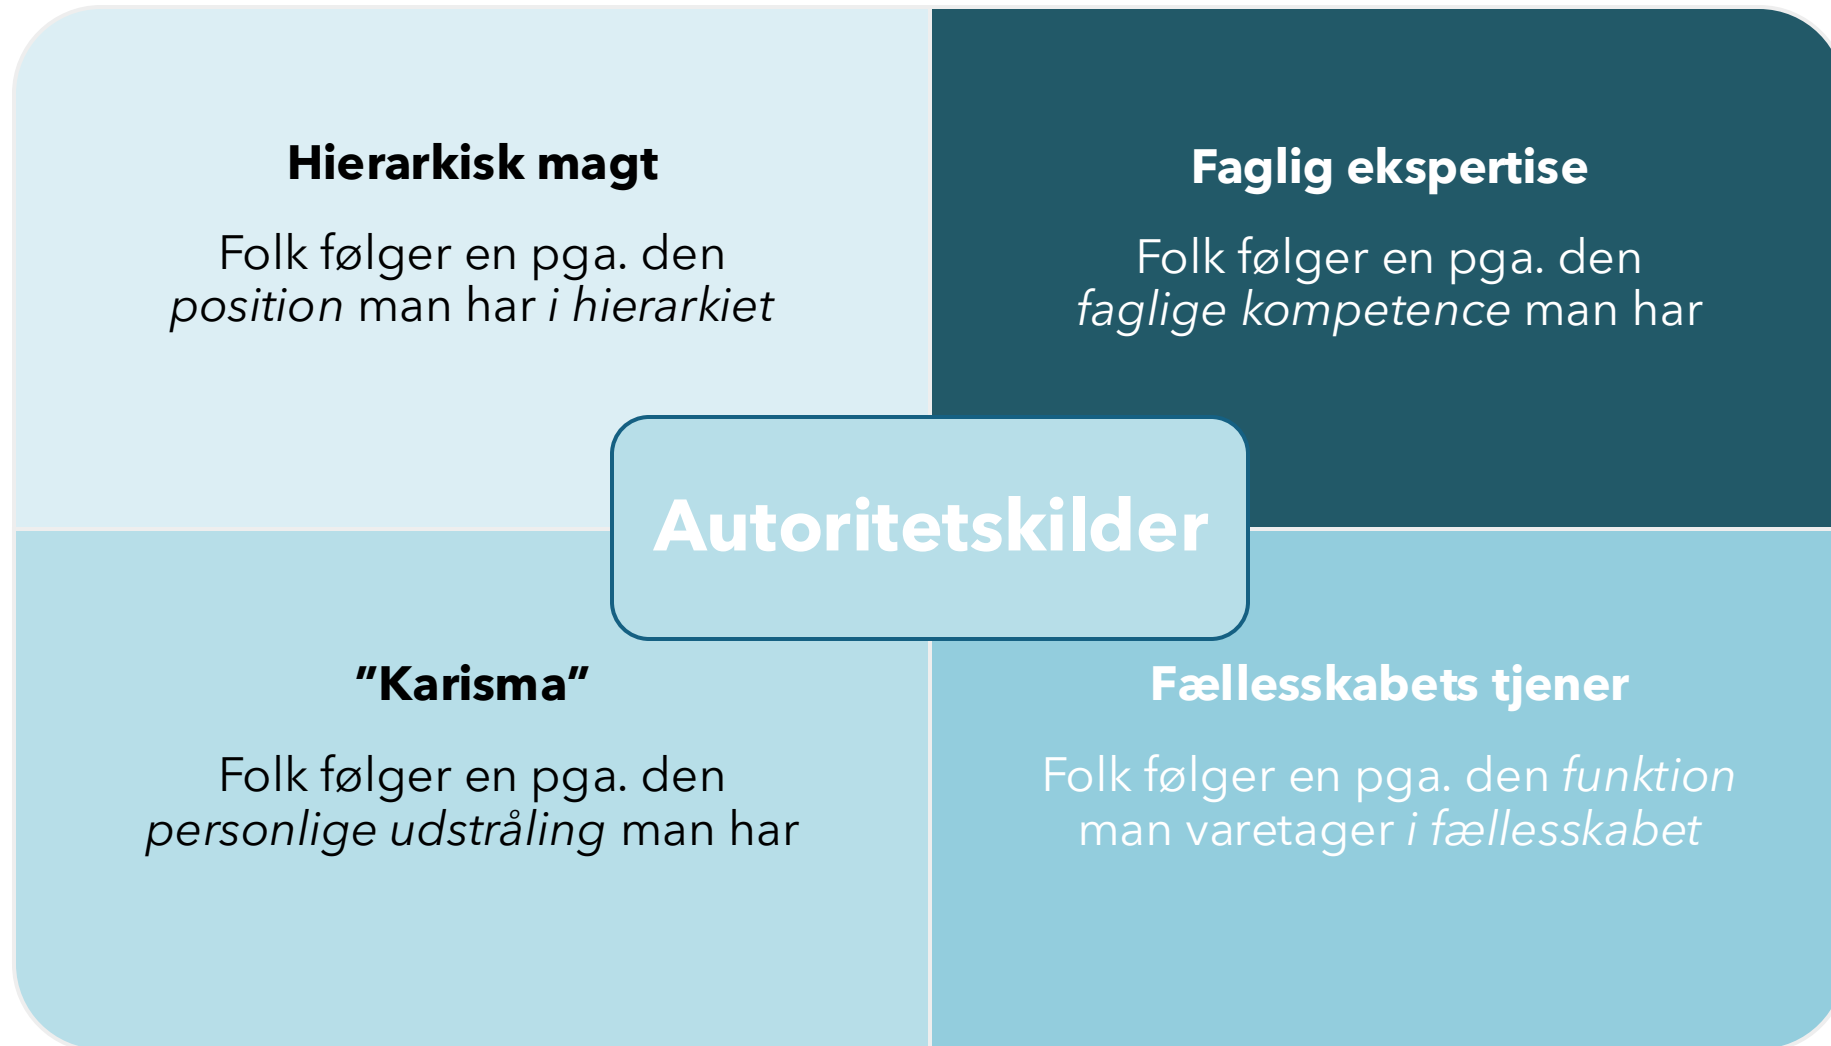 Hierarkisk magt
Folk følger en pga. den
position man har i hierarkiet
Faglig ekspertise
Folk følger en pga. den
faglige kompetence man har
Autoritetskilder
”Karisma”
Folk følger en pga. den
personlige udstråling man har
Fællesskabets tjener
Folk følger en pga. den funktion
man varetager i fællesskabet